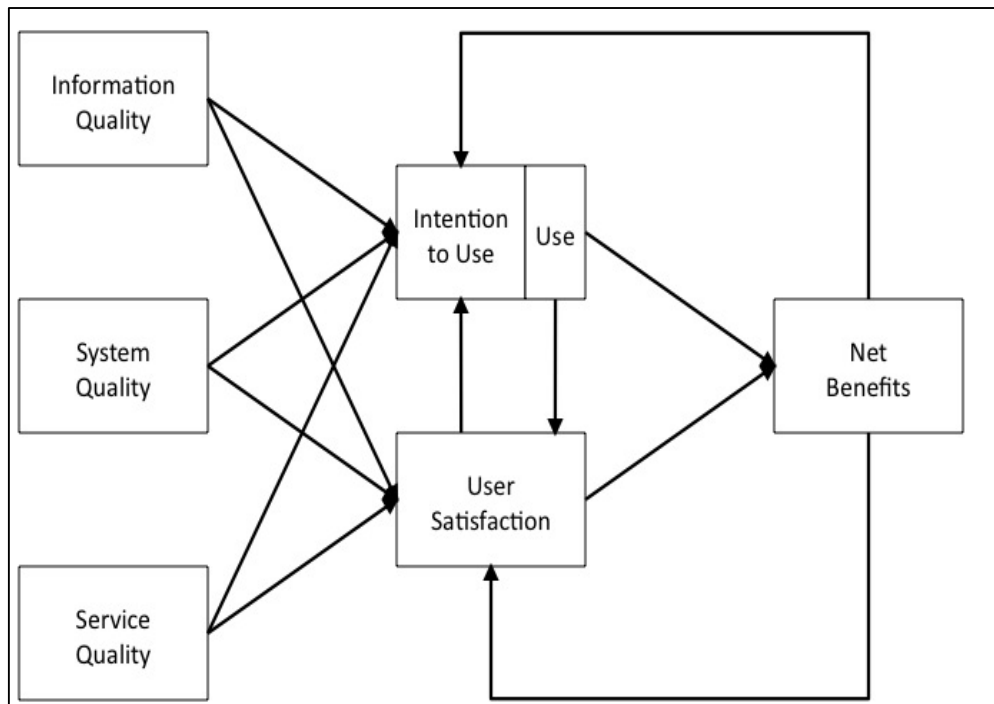 Information
Quality
Intention
to Use
Use
System
Quality
Net
Benefits
User
Satisfaction
Service
Quality